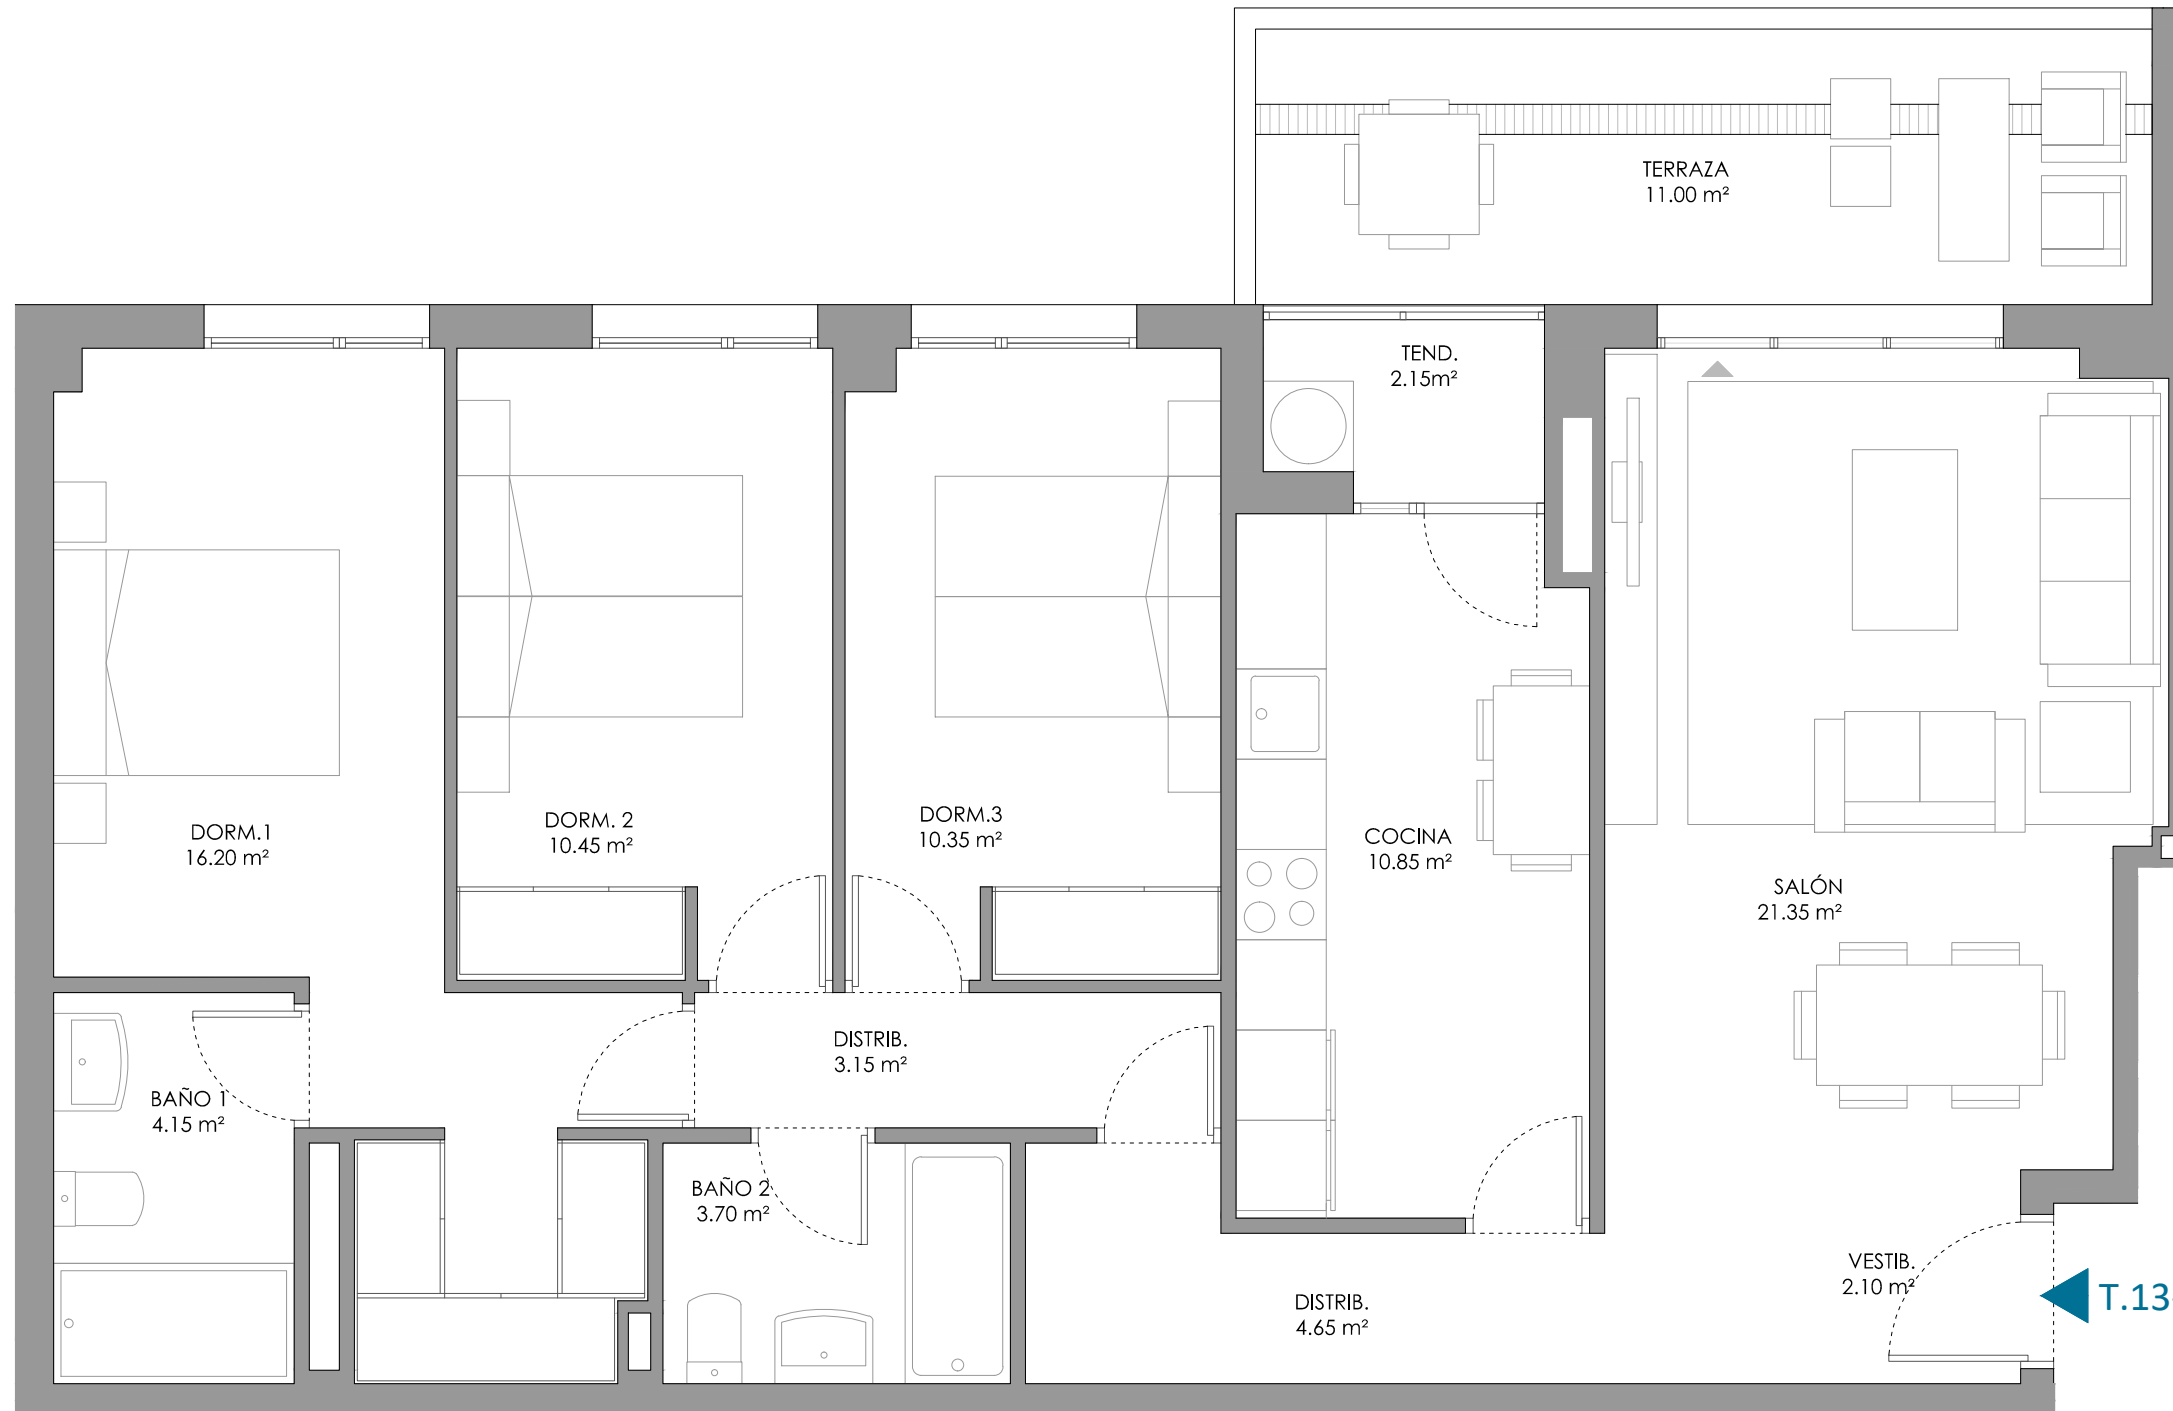 TERRAZA
11.00 m²
TEND.
2.15m²
DORM.1
16.20 m²
DORM. 2
10.45 m²
DORM.3
10.35 m²
COCINA
10.85 m²
SALÓN
21.35 m²
DISTRIB.
3.15 m²
BAÑO 1
4.15 m²
BAÑO 2
3.70 m²
VESTIB.
2.10 m²
DISTRIB.
4.65 m²
T.13